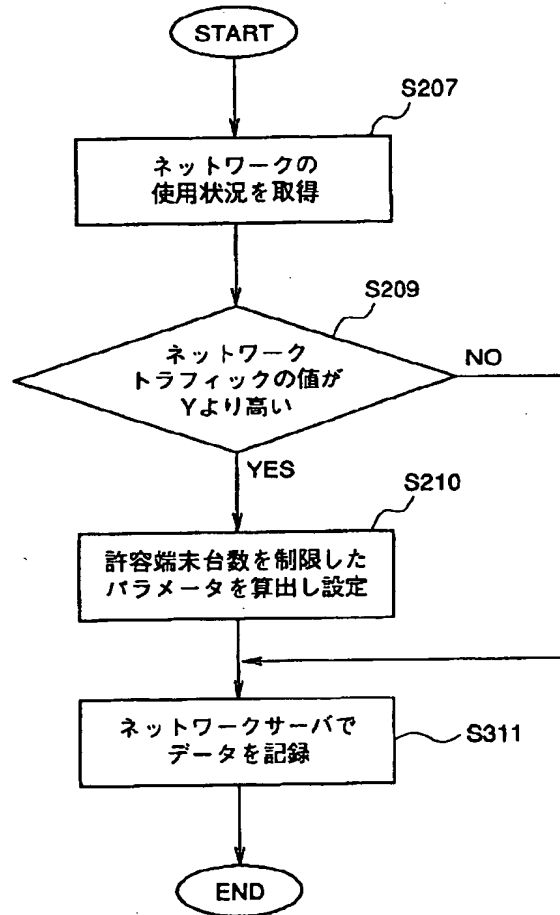 START
S207
ネットワークの
使用状況を取得
S209
ネットワーク
トラフィックの値が
Yより高い
NO
YES
S210
許容端末台数を制限した
パラメータを算出し設定
ネットワークサーバで
データを記録
S311
END